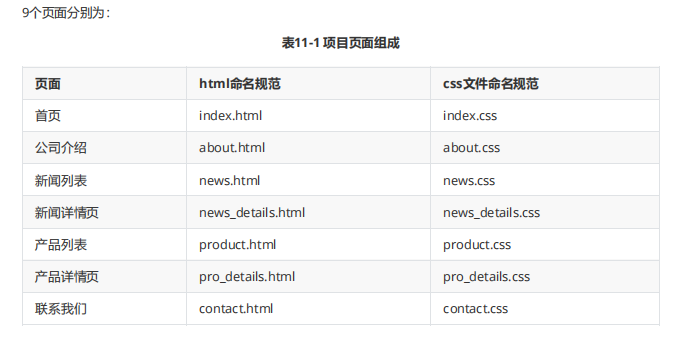 9个页面分别为：
表11-1 项目页面组成
页面 html命名规范 css文件命名规范
首页 index.html index.css
公司介绍 about.html about.css
新闻列表 news.html news.css
新闻详情页 news_details.html news_details.css
产品列表 product.html product.css
产品详情页 pro_details.html pro_details.css
联系我们 contact.html contact.css